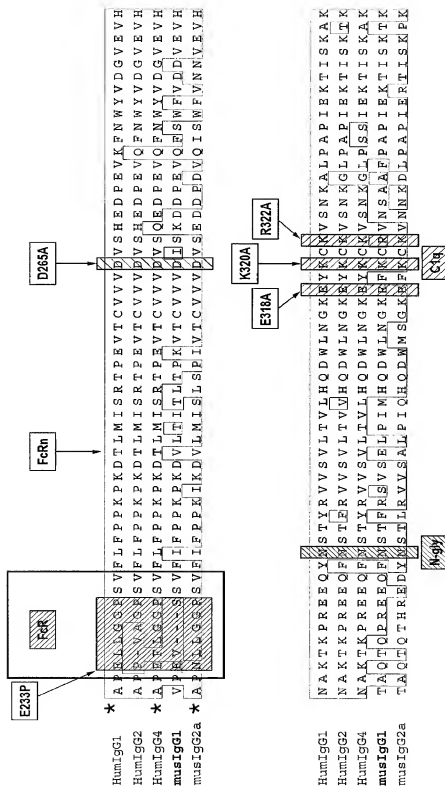 E233P
FcR
FcRn
D265A
HumIgG1 * A P E L L G G P S V F L F P P K P K D T L M I S R T P E V T C V V V D V S H E D P E V K F N W Y V D G V E V H
HumIgG2 A P P - V A G P S V F L F P P K P K D T L M I S R T P E V T C V V V D V S H E D P E V Q F N W Y V D G V E V H
HumIgG4 * A P E F L G G P S V F L F P P K P K D T L M I S R T P E V T C V V V D V S Q E D P E V Q F N W Y V D G V E V H
musIgG1 V P E V - - - S S V F I F P P K P K D V L T I T L T P K V T C V V V D I S K D D P E V Q F S W F V D D V E V H
musIgG2a * A P N L L G G P S V F I F P P K I K D V L M I S L S P I V T C V V V D V S E D D P D V Q I S W F V N N V E V H
E318A
K320A
R322A
HumIgG1 N A K T K P R E E Q Y N S T Y R V V S V L T V L H Q D W L N G K E Y K C K V S N K A L P A P I E K T I S K A K
HumIgG2 N A K T K P R E E Q F N S T F R V V S V L T V V H Q D W L N G K E Y K C K V S N K G L P A P I E K T I S K T K
HumIgG4 N A K T K P R E E Q F N S T Y R V V S V L T V L H Q D W L N G K E Y K C K V S N K G L P S S I E K T I S K A K
musIgG1 T A Q T Q P R E E Q F N S T F R S V S E L P I M H Q D W L N G K E F K C R V N S A A F P A P I E K T I S K T K
musIgG2a T A Q T Q T H R E D Y N S T L R V V S A L P I Q H Q D W M S G K E F K C K V N N K D L P A P I E R T I S K P K
N-gly
C1q